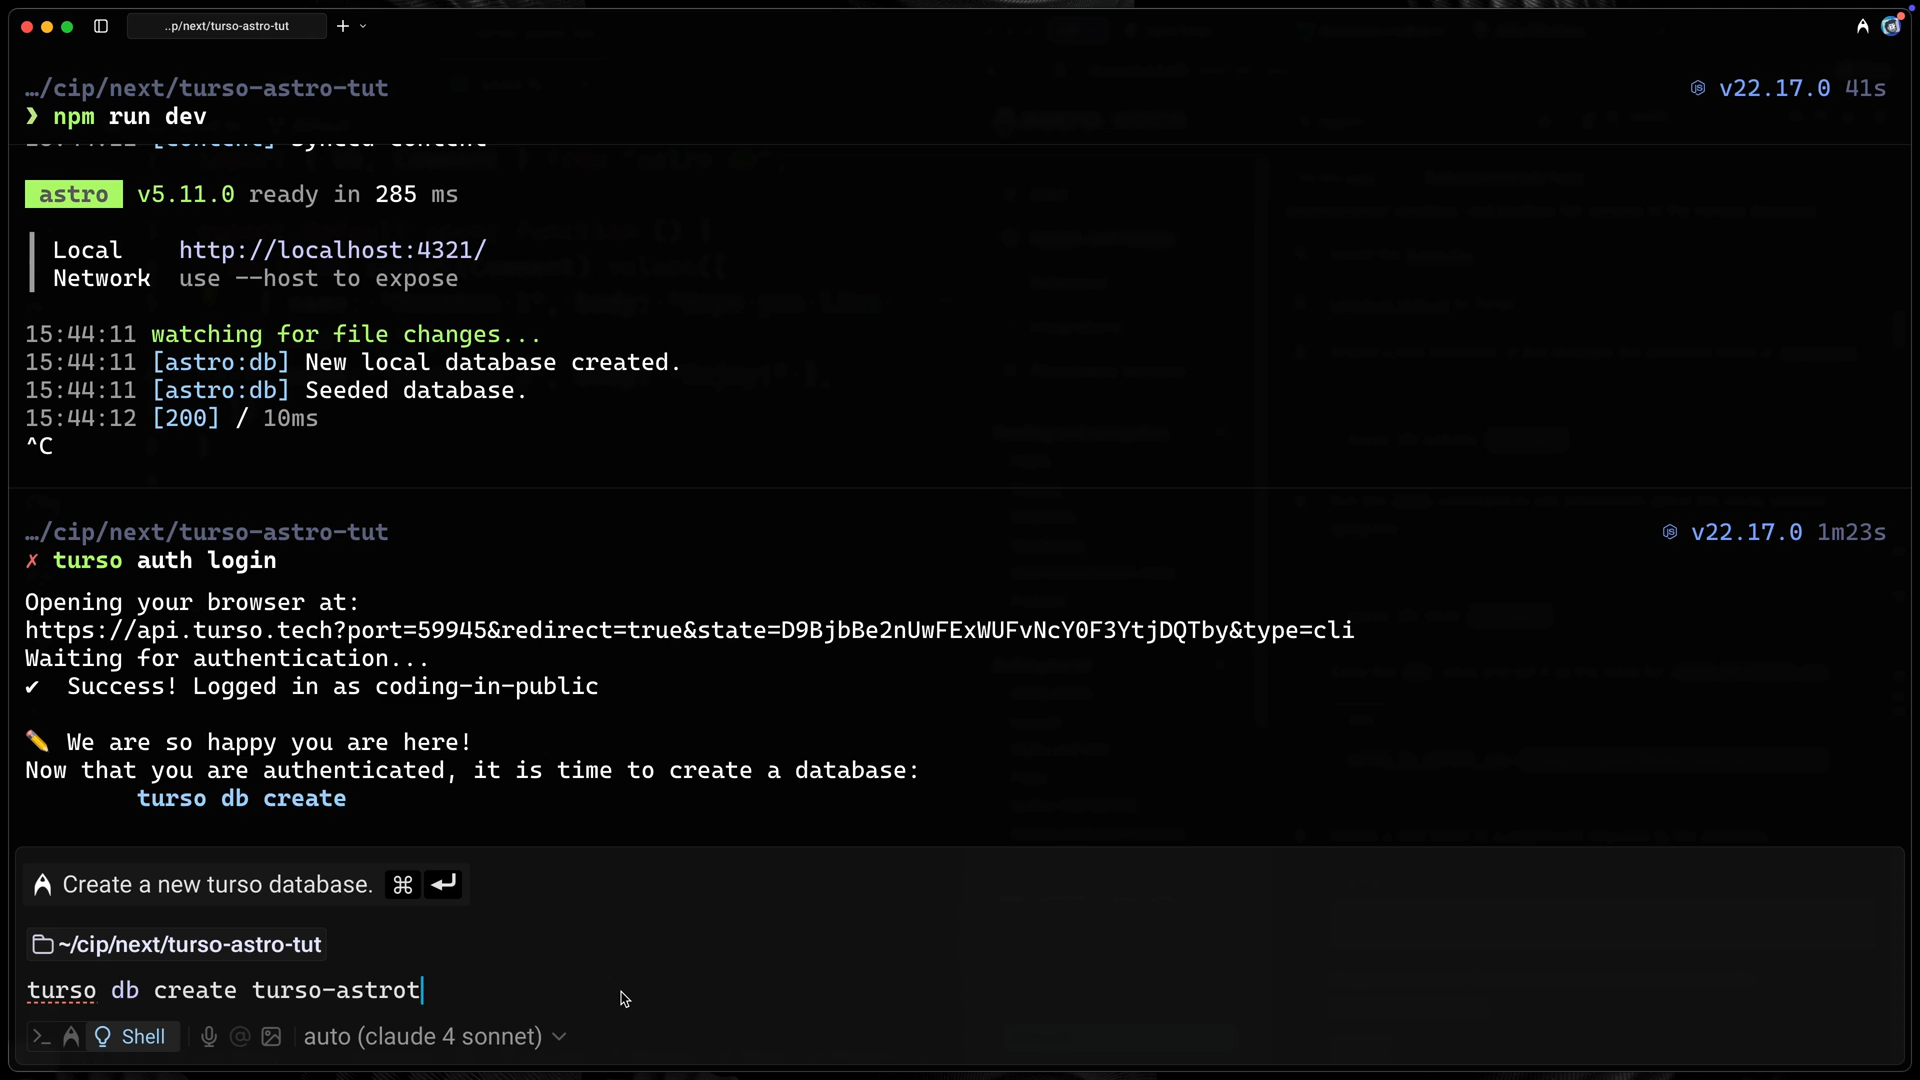 ..p/next/turso-astro-tut
…/cip/next/turso-astro-tut
v22.17.0 41s
❯ npm run dev
15:44:11 [content] Synced content
astro v5.11.0 ready in 285 ms
Local http://localhost:4321/
Network use --host to expose
15:44:11 watching for file changes...
15:44:11 [astro:db] New local database created.
15:44:11 [astro:db] Seeded database.
15:44:12 [200] / 10ms
^C
…/cip/next/turso-astro-tut
v22.17.0 1m23s
✗ turso auth login
Opening your browser at:
https://api.turso.tech?port=59945&redirect=true&state=D9BjbBe2nUwFExWUFvNcY0F3YtjDQTby&type=cli
Waiting for authentication...
✔ Success! Logged in as coding-in-public
✏️ We are so happy you are here!
Now that you are authenticated, it is time to create a database:
turso db create
Create a new turso database. ⌘ ↵
~/cip/next/turso-astro-tut
turso db create turso-astrot
Shell auto (claude 4 sonnet)